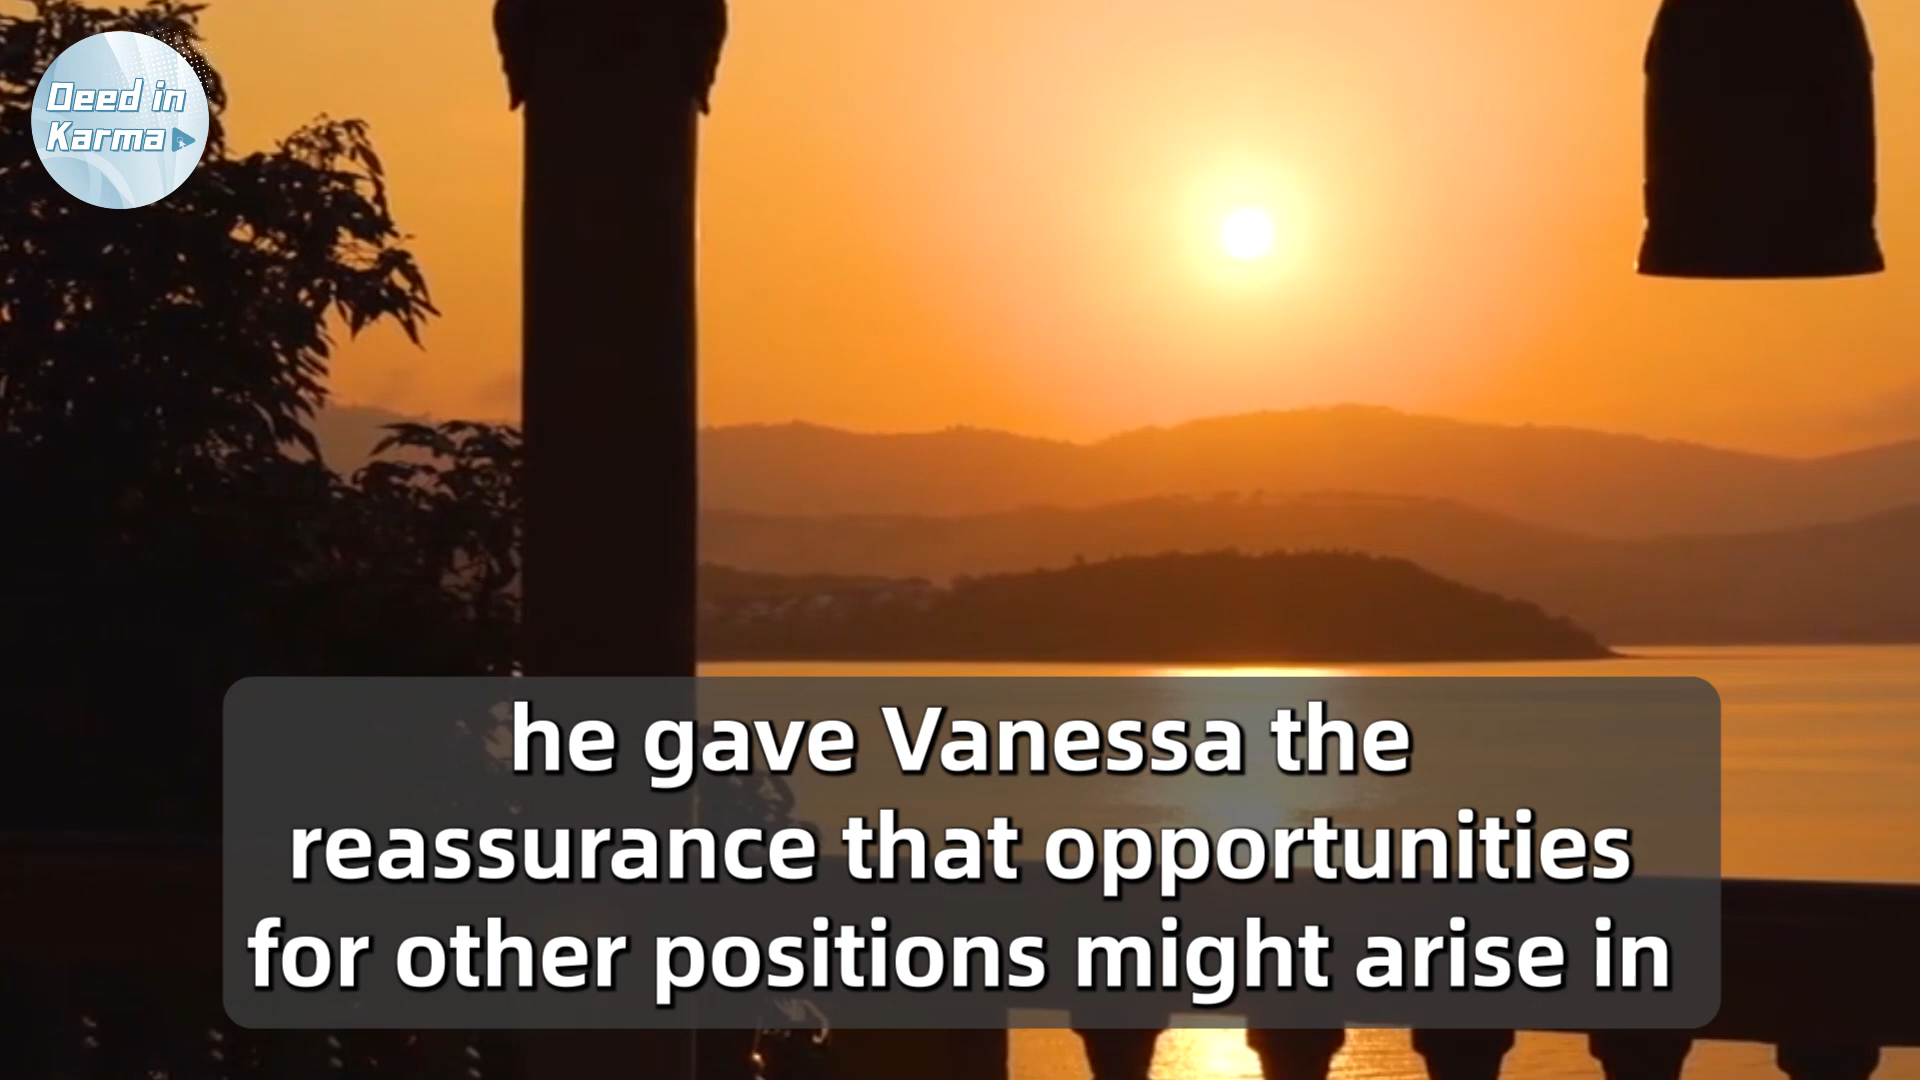 Deed in
Karma
he gave Vanessa the
reassurance that opportunities
for other positions might arise in